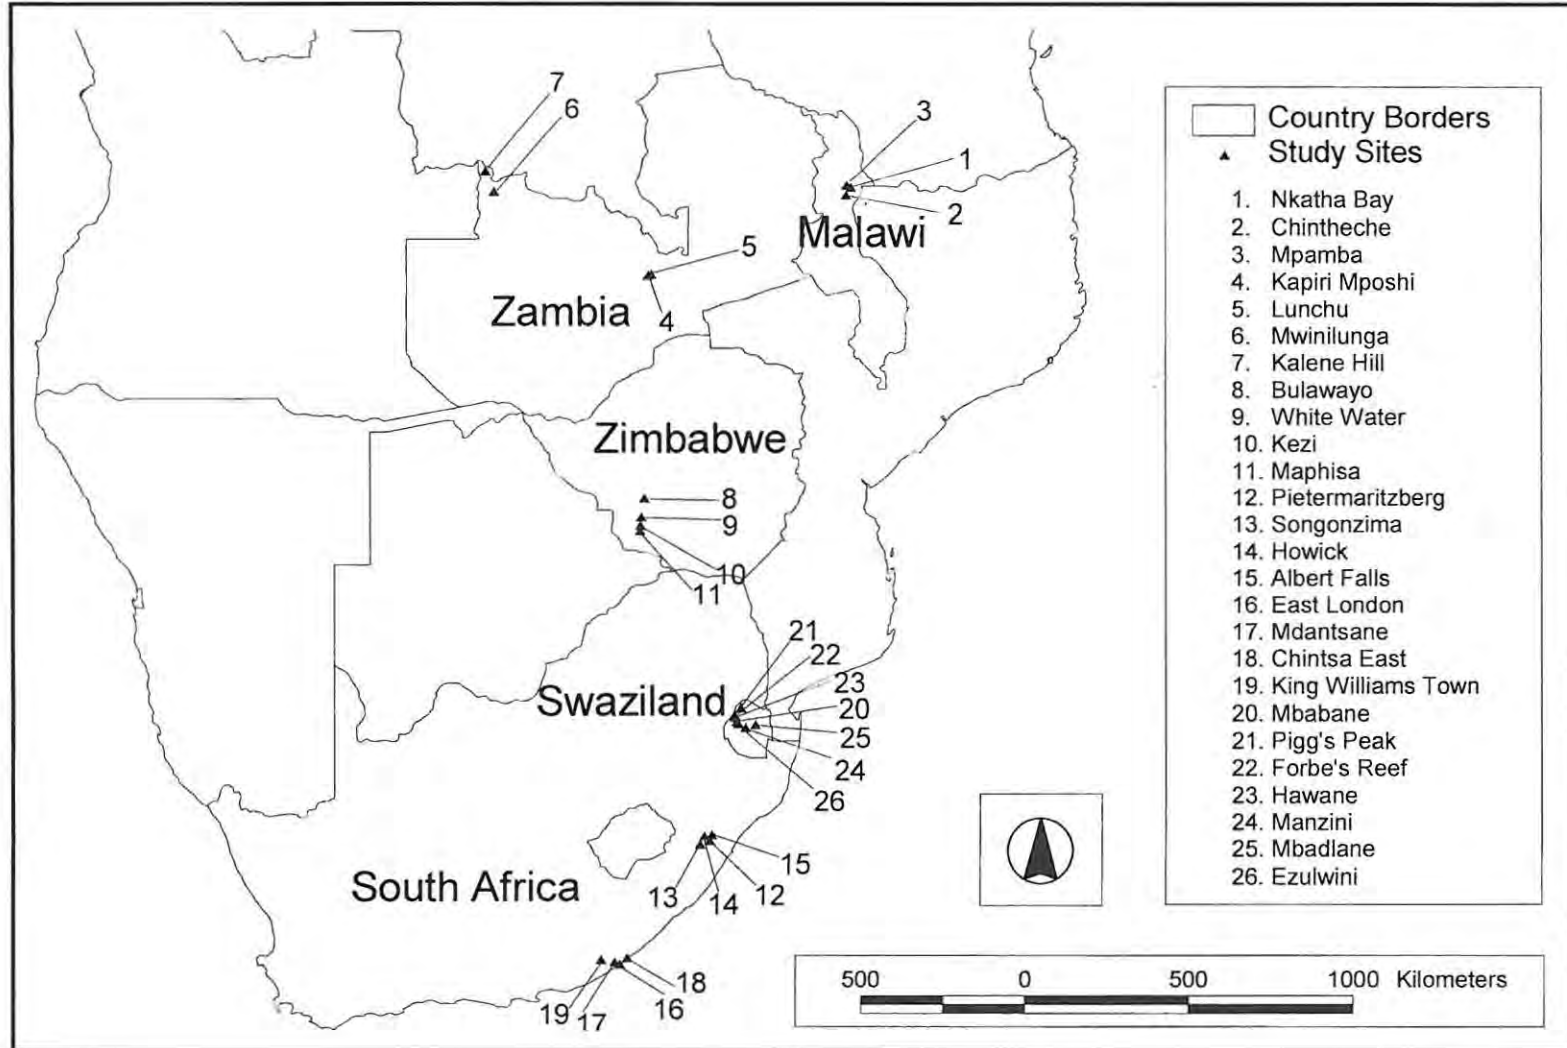 7
6
3
1
2
Malawi
5
4
Zambia
Zimbabwe
8
9
10
11
21
22
23
20
25
24
26
Swaziland
15
12
13
14
South Africa
18
16
19
17
Country Borders
Study Sites
1. Nkatha Bay
2. Chintheche
3. Mpamba
4. Kapiri Mposhi
5. Lunchu
6. Mwinilunga
7. Kalene Hill
8. Bulawayo
9. White Water
10. Kezi
11. Maphisa
12. Pietermaritzberg
13. Songonzima
14. Howick
15. Albert Falls
16. East London
17. Mdantsane
18. Chintsa East
19. King Williams Town
20. Mbabane
21. Pigg's Peak
22. Forbe's Reef
23. Hawane
24. Manzini
25. Mbadlane
26. Ezulwini
500 0 500 1000 Kilometers